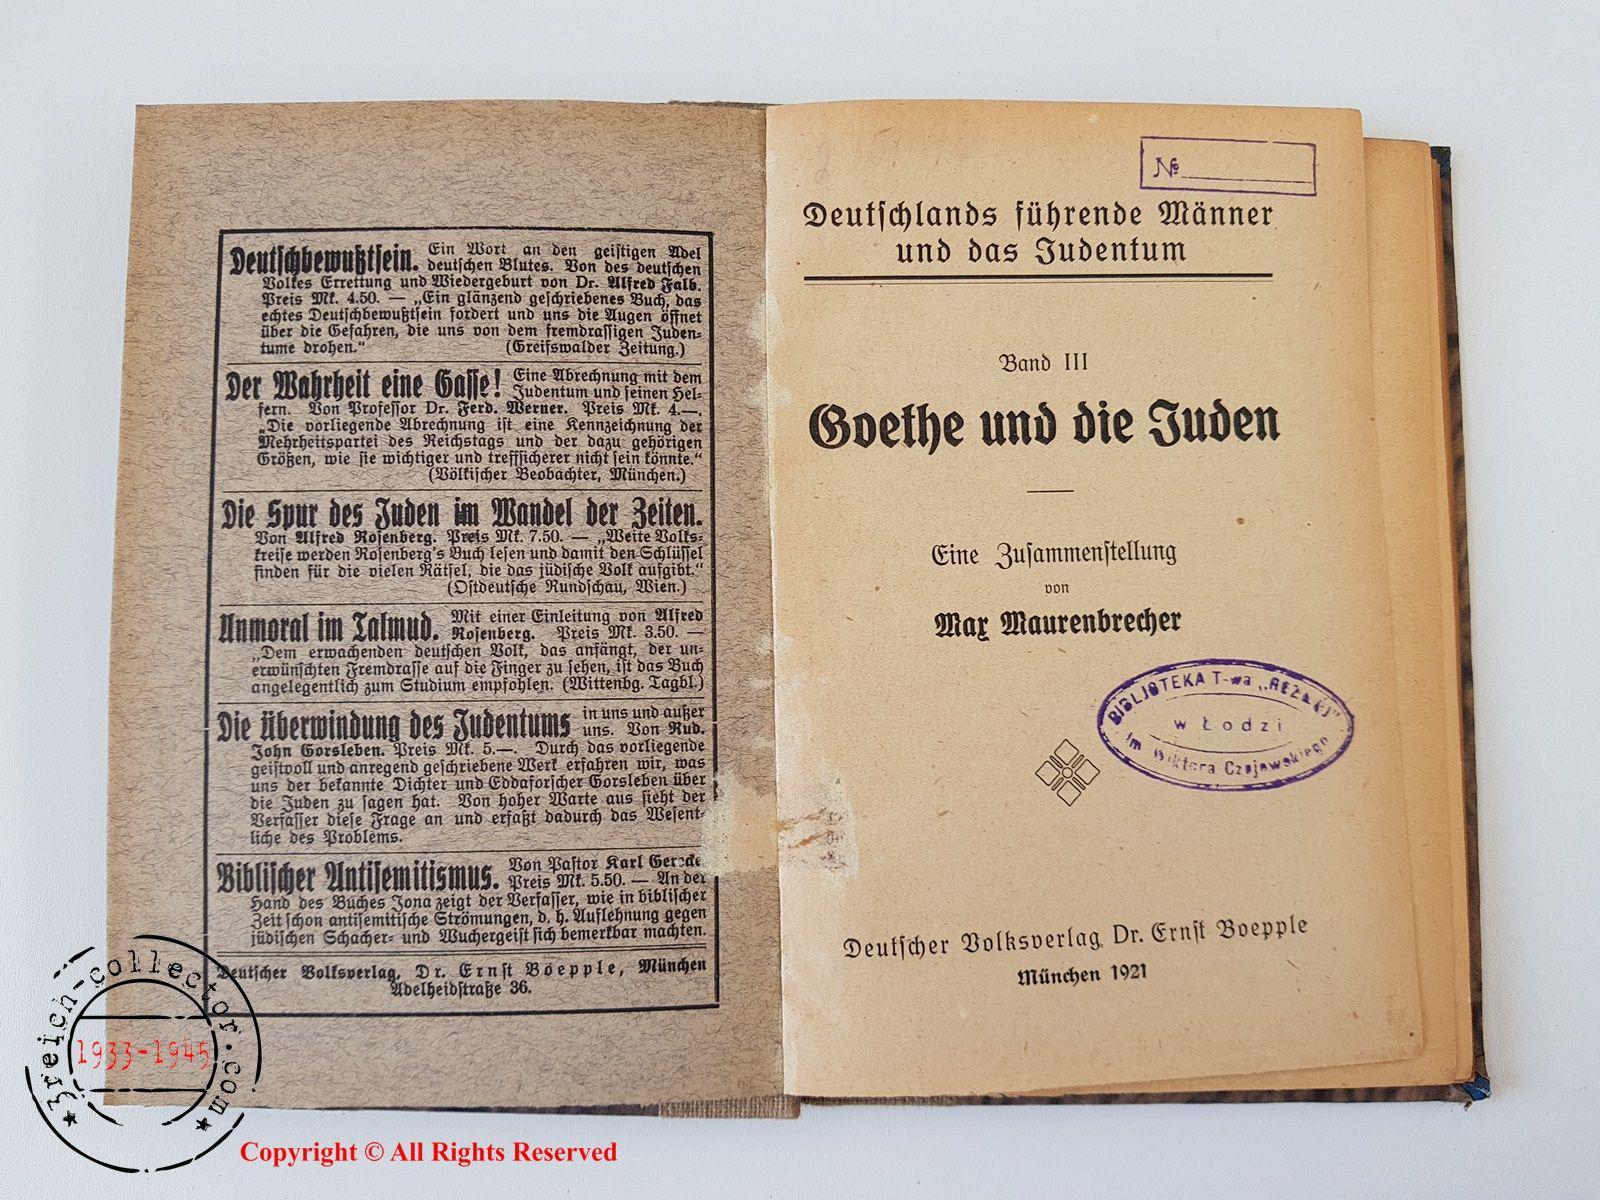 Deutschbewußtsein. Ein Wort an den geistigen Adel
deutschen Blutes. Von des deutschen
Volkes Errettung und Wiedergeburt von Dr. Alfred Falb.
Preis Mk. 4.50. — „Ein glänzend geschriebenes Buch, das
echtes Deutschbewußtsein fordert und uns die Augen öffnet
über die Gefahren, die uns von dem fremdrassigen Juden-
tume drohen.“ (Greifswalder Zeitung.)
Der Wahrheit eine Gasse! Eine Abrechnung mit dem
Judentum und seinen Hel-
fern. Von Professor Dr. Ferd. Werner. Preis Mk. 4.—.
„Die vorliegende Abrechnung ist eine Kennzeichnung der
Mehrheitspartei des Reichstags und der dazu gehörigen
Größen, wie sie wichtiger und treffsicherer nicht sein könnte.“
(Völkischer Beobachter, München.)
Die Spur des Juden im Wandel der Zeiten.
Von Alfred Rosenberg. Preis Mk. 7.50. — „Weite Volks-
kreise werden Rosenberg's Buch lesen und damit den Schlüssel
finden für die vielen Rätsel, die das jüdische Volk aufgibt.“
(Ostdeutsche Rundschau, Wien.)
Unmoral im Talmud. Mit einer Einleitung von Alfred
Rosenberg. Preis Mk. 3.50. —
„Dem erwachenden deutschen Volk, das anfängt, der un-
erwünschten Fremdrasse auf die Finger zu sehen, ist das Buch
angelegentlich zum Studium empfohlen. (Wittenbg. Tagbl.)
Die Überwindung des Judentums in uns und außer
uns. Von Rud.
John Gorsleben. Preis Mk. 5.—. Durch das vorliegende
geistvoll und anregend geschriebene Werk erfahren wir, was
uns der bekannte Dichter und Eddaforscher Gorsleben über
die Juden zu sagen hat. Von hoher Warte aus sieht der
Verfasser diese Frage an und erfaßt dadurch das Wesent-
liche des Problems.
Biblischer Antisemitismus. Von Pastor Karl
Preis Mk. 5.50. — An der
Hand des Buches Jona zeigt der Verfasser, wie in biblischer
Zeit schon antisemitische Strömungen, d. h. Auflehnung gegen
jüdischen Schacher- und Wuchergeist sich bemerkbar machten.
Deutscher Volksverlag, Dr. Ernst Boepple, München
Adelheidstraße 36.
№
Deutschlands führende Männer
und das Judentum
Band III
Goethe und die Juden
Eine Zusammenstellung
von
Max Maurenbrecher
BIBLJOTEKA T-wa
w Łodzi
im. Wiktora Czajewskiego
Deutscher Volksverlag Dr. Ernst Boepple
München 1921
3reich-collector.com
1933-1945
Copyright © All Rights Reserved